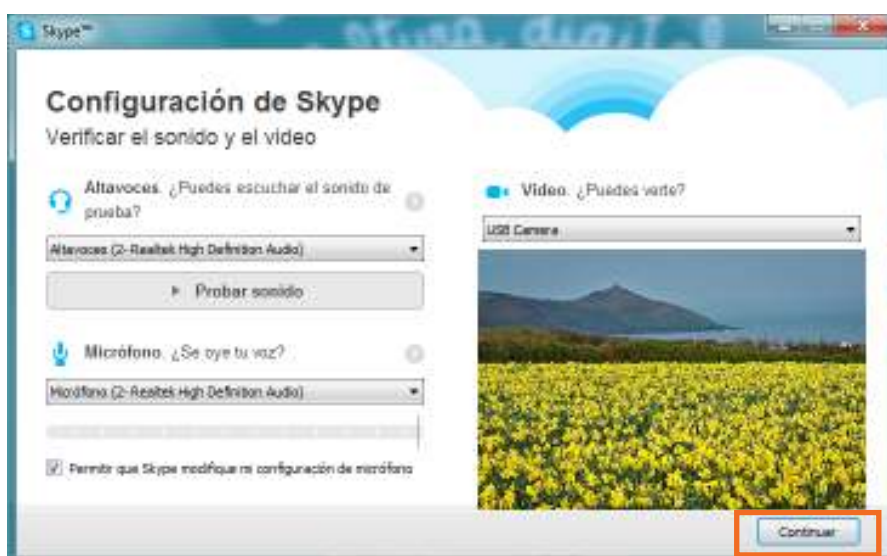 Skype™
Configuración de Skype
Verificar el sonido y el video
Altavoces. ¿Puedes escuchar el sonido de
prueba?
Altavoces (2- Realtek High Definition Audio)
Probar sonido
Micrófono. ¿Se oye tu voz?
Micrófono (2- Realtek High Definition Audio)
Permitir que Skype modifique mi configuración de micrófono
Video. ¿Puedes verte?
USB Camera
Continuar